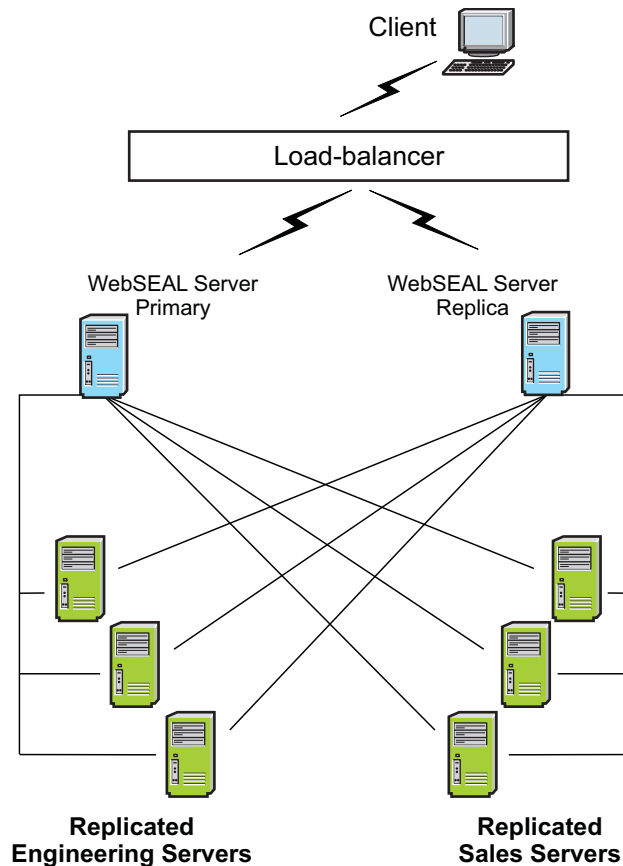 Client
Load-balancer
WebSEAL Server
Primary
WebSEAL Server
Replica
Replicated
Engineering Servers
Replicated
Sales Servers